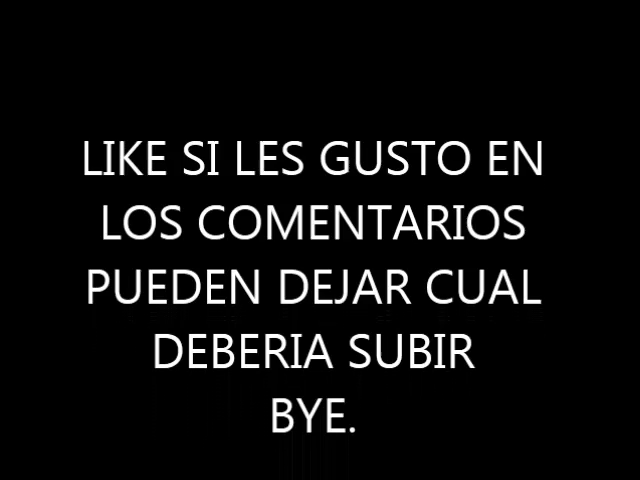 LIKE SI LES GUSTO EN
LOS COMENTARIOS
PUEDEN DEJAR CUAL
DEBERIA SUBIR
BYE.